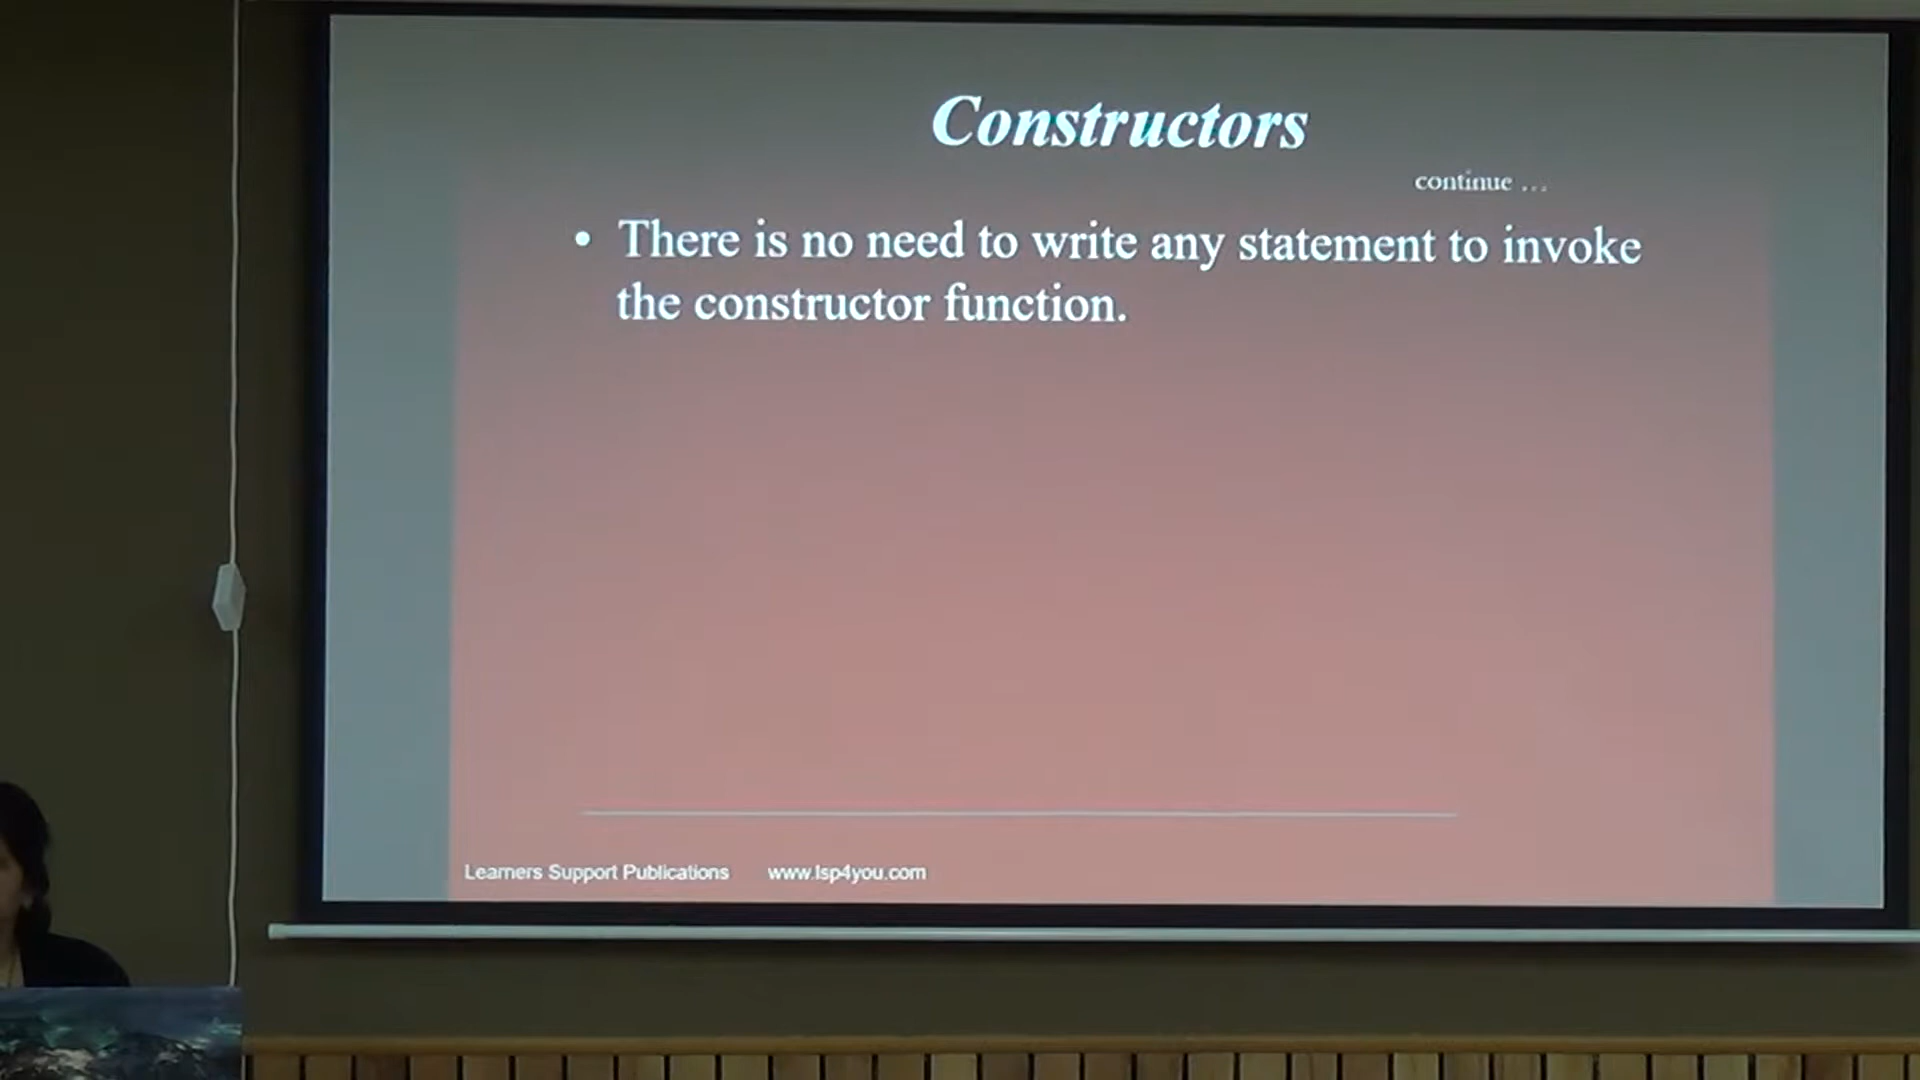 Constructors
continue ...
• There is no need to write any statement to invoke
the constructor function.
Learners Support Publications www.lsp4you.com